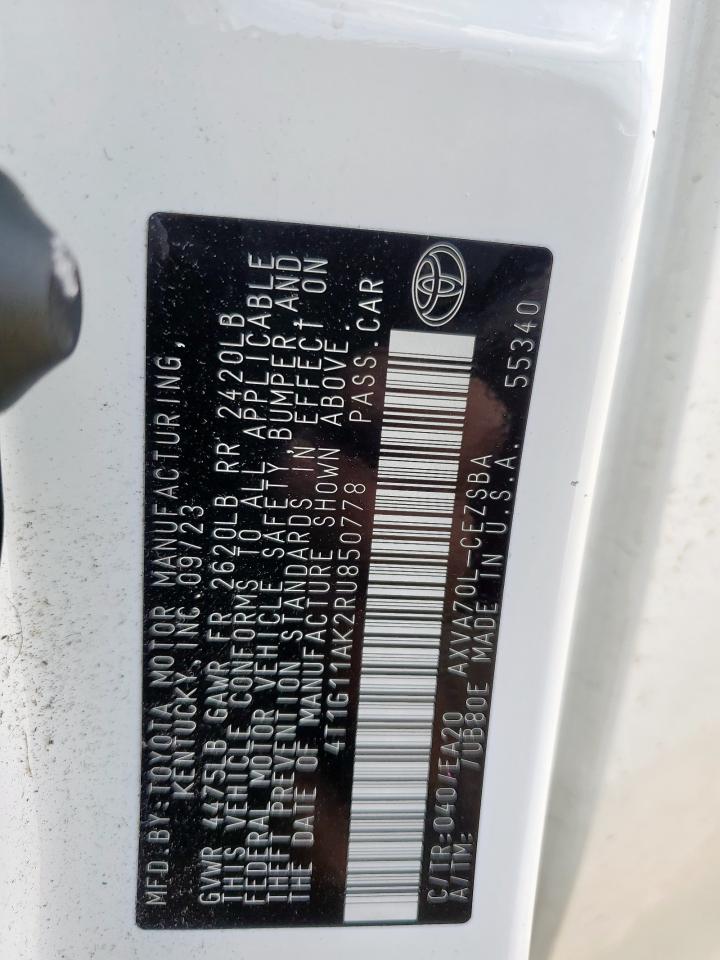 MFD.BY:TOYOTA MOTOR MANUFACTURING,
KENTUCKY, INC 09/23
GVWR 4475LB GAWR FR 2620LB RR 2420LB
THIS VEHICLE CONFORMS TO ALL APPLICABLE
FEDERAL MOTOR VEHICLE SAFETY, BUMPER, AND
THEFT PREVENTION STANDARDS IN EFFECT ON
THE DATE OF MANUFACTURE SHOWN ABOVE.
4T1G11AK2RU850778 PASS.CAR
C/TR:040/EA20 AXVA70L-CEZSBA
A/TM: /UB80E MADE IN U.S.A. 55340